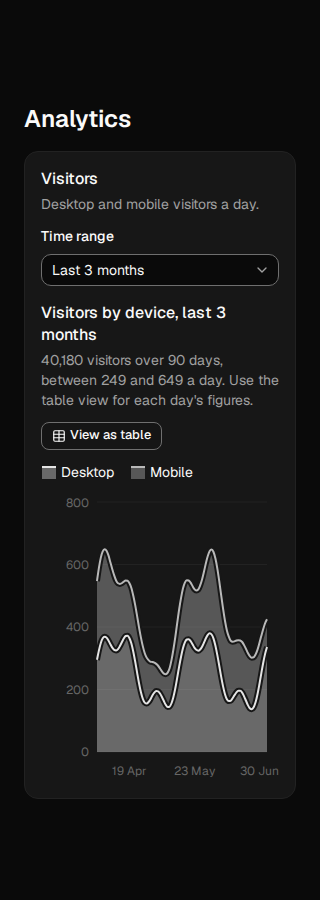 Analytics
Visitors
Desktop and mobile visitors a day.
Time range
Last 3 months
Visitors by device, last 3
months
40,180 visitors over 90 days,
between 249 and 649 a day. Use the
table view for each day's figures.
View as table
Desktop Mobile
800
600
400
200
0
19 Apr 23 May 30 Jun